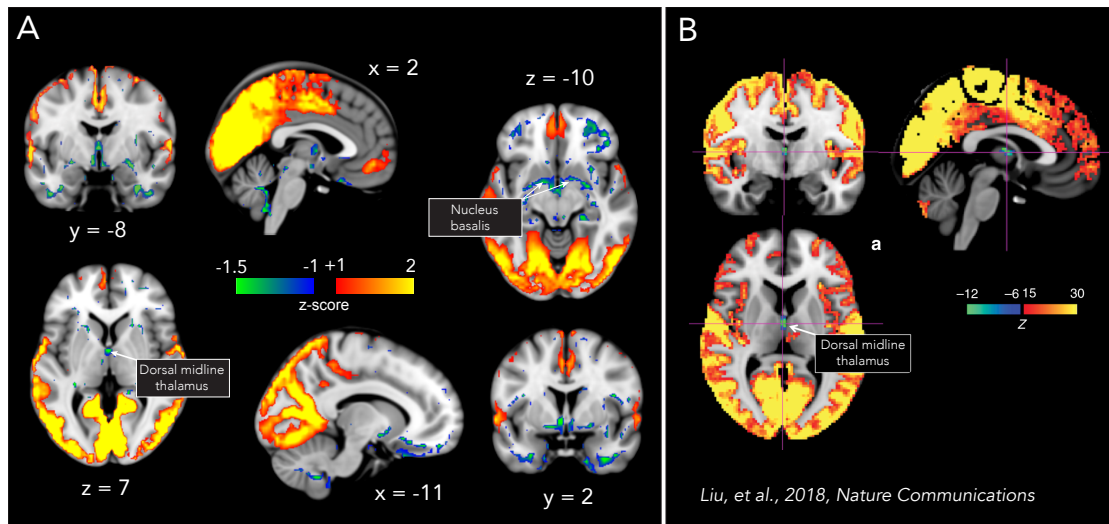 A
x = 2
z = -10
y = -8
Nucleus
basalis
-1.5
-1
+1
2
z-score
Dorsal midline
thalamus
z = 7
x = -11
y = 2
B
a
−12
−6
15
30
Z
Dorsal midline
thalamus
Liu, et al., 2018, Nature Communications